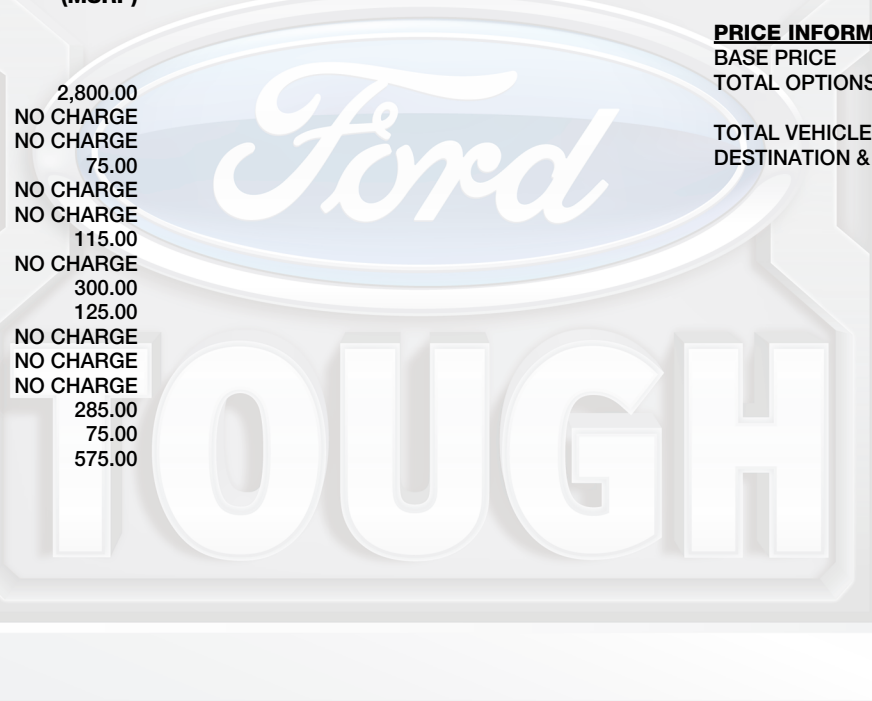 (MSRP)
2,800.00
NO CHARGE
NO CHARGE
75.00
NO CHARGE
NO CHARGE
115.00
NO CHARGE
300.00
125.00
NO CHARGE
NO CHARGE
NO CHARGE
285.00
75.00
575.00
PRICE INFORM
BASE PRICE
TOTAL OPTIONS
TOTAL VEHICLE
DESTINATION &
Ford
TOUGH